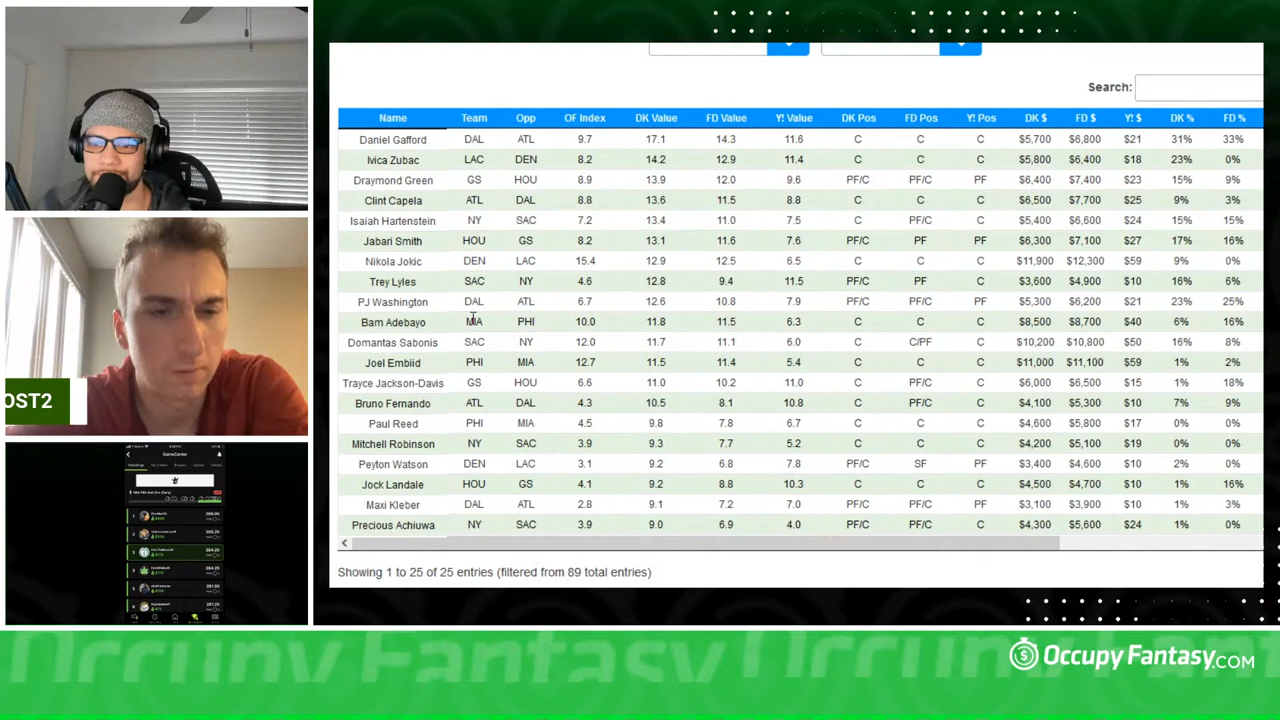 Search:
Name Team Opp OF Index DK Value FD Value Y! Value DK Pos FD Pos Y! Pos DK $ FD $ Y! $ DK % FD %
Daniel Gafford DAL ATL 9.7 17.1 14.3 11.6 C C C $5,700 $6,800 $21 31% 33%
Ivica Zubac LAC DEN 8.2 14.2 12.9 11.4 C C C $5,800 $6,400 $18 23% 0%
Draymond Green GS HOU 8.9 13.9 12.0 9.6 PF/C PF/C PF $6,400 $7,400 $23 15% 9%
Clint Capela ATL DAL 8.8 13.6 11.5 8.8 C C C $6,500 $7,700 $25 9% 3%
Isaiah Hartenstein NY SAC 7.2 13.4 11.0 7.5 C PF/C C $5,400 $6,600 $24 15% 15%
Jabari Smith HOU GS 8.2 13.1 11.6 7.6 PF/C PF PF $6,300 $7,100 $27 17% 16%
Nikola Jokic DEN LAC 15.4 12.9 12.5 6.5 C C C $11,900 $12,300 $59 9% 0%
Trey Lyles SAC NY 4.6 12.8 9.4 11.5 PF/C PF C $3,600 $4,900 $10 16% 6%
PJ Washington DAL ATL 6.7 12.6 10.8 7.9 PF/C PF/C PF $5,300 $6,200 $21 23% 25%
Bam Adebayo MIA PHI 10.0 11.8 11.5 6.3 C C C $8,500 $8,700 $40 6% 16%
Domantas Sabonis SAC NY 12.0 11.7 11.1 6.0 C C/PF C $10,200 $10,800 $50 16% 8%
Joel Embiid PHI MIA 12.7 11.5 11.4 5.4 C C C $11,000 $11,100 $59 1% 2%
Trayce Jackson-Davis GS HOU 6.6 11.0 10.2 11.0 C PF/C C $6,000 $6,500 $15 1% 18%
Bruno Fernando ATL DAL 4.3 10.5 8.1 10.8 C PF/C C $4,100 $5,300 $10 7% 9%
Paul Reed PHI MIA 4.5 9.8 7.8 6.7 C C C $4,600 $5,800 $17 0% 0%
Mitchell Robinson NY SAC 3.9 9.3 7.7 5.2 C C C $4,200 $5,100 $19 0% 0%
Peyton Watson DEN LAC 3.1 9.2 6.8 7.8 PF/C SF PF $3,400 $4,600 $10 2% 0%
Jock Landale HOU GS 4.1 9.2 8.8 10.3 C C C $4,500 $4,700 $10 1% 16%
Maxi Kleber DAL ATL 2.8 9.1 7.2 7.0 PF/C PF/C C $3,100 $3,900 $10 1% 3%
Precious Achiuwa NY SAC 3.9 9.0 6.9 4.0 PF/C PF/C C $4,300 $5,600 $24 1% 0%
Showing 1 to 25 of 25 entries (filtered from 89 total entries)
OST2
GameCenter
Occupy Fantasy
Occupy Fantasy.COM